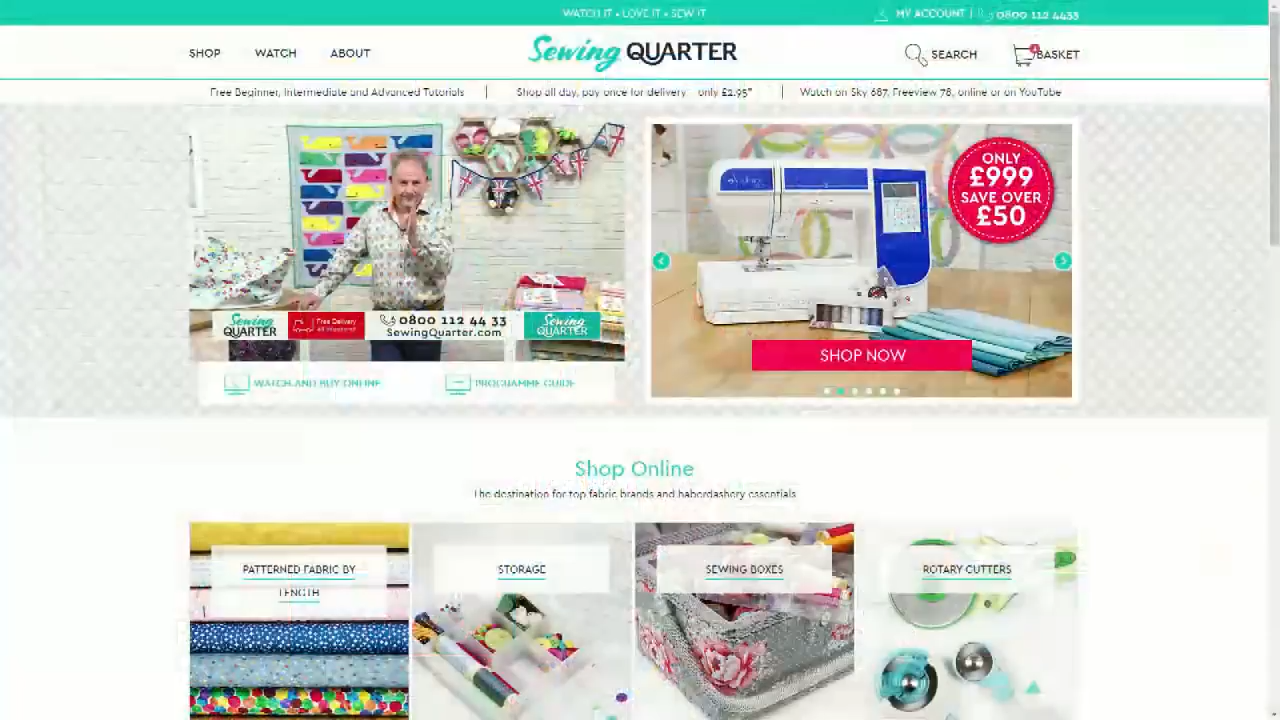 WATCH IT • LOVE IT • SEW IT
MY ACCOUNT | 0800 112 4433
SHOP WATCH ABOUT
Sewing QUARTER
SEARCH BASKET
Free Beginner, Intermediate and Advanced Tutorials | Shop all day, pay once for delivery - only £2.95* | Watch on Sky 687, Freeview 78, online or on YouTube
Sewing QUARTER
Free Delivery
All Weekend
0800 112 44 33
SewingQuarter.com
Sewing QUARTER
WATCH AND BUY ONLINE
PROGRAMME GUIDE
ONLY
£999
SAVE OVER
£50
SHOP NOW
Shop Online
The destination for top fabric brands and haberdashery essentials
PATTERNED FABRIC BY
LENGTH
STORAGE
SEWING BOXES
ROTARY CUTTERS